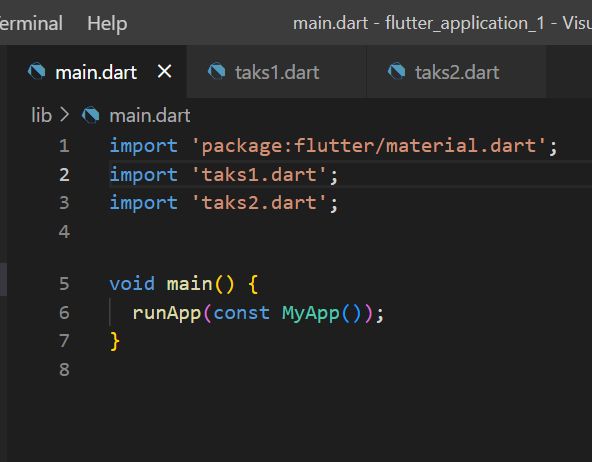 erminal Help main.dart - flutter_application_1 - Visu
main.dart taks1.dart taks2.dart
lib > main.dart
1 import 'package:flutter/material.dart';
2 import 'taks1.dart';
3 import 'taks2.dart';
4
5 void main() {
6 runApp(const MyApp());
7 }
8